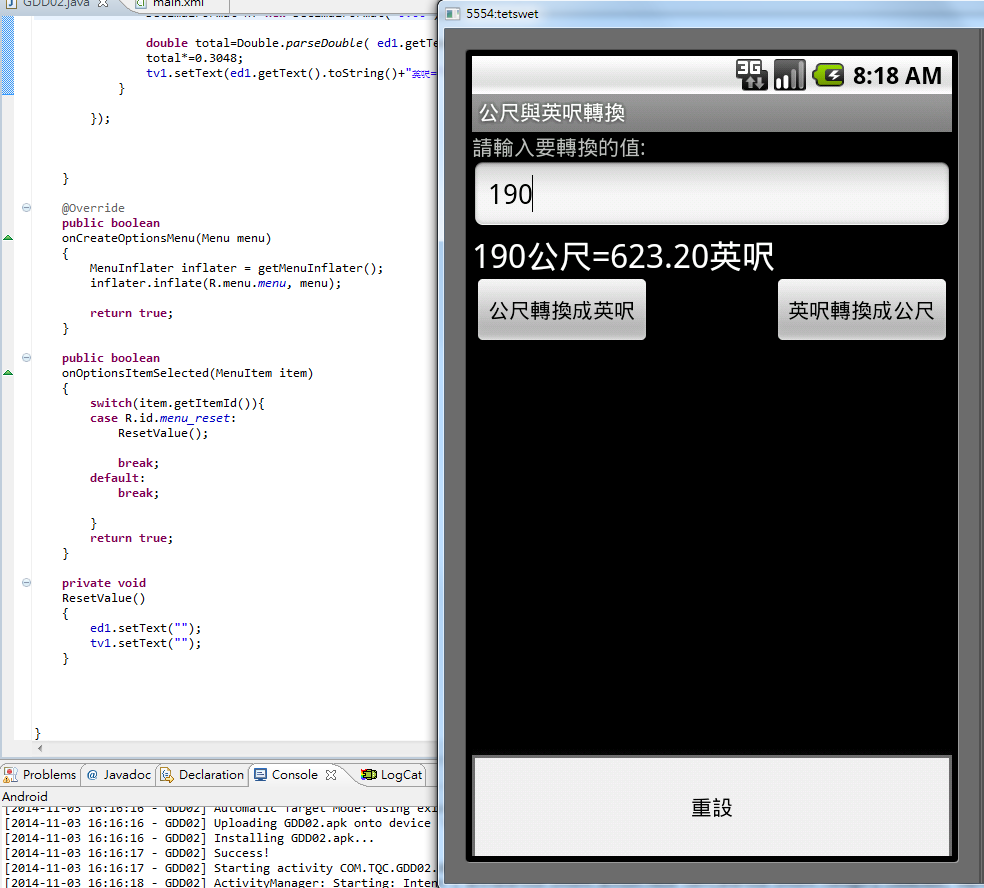 GDD02.java
main.xml
double total=Double.parseDouble( ed1.getTe
total*=0.3048;
tv1.setText(ed1.getText().toString()+"英呎=
}
});
}
@Override
public boolean
onCreateOptionsMenu(Menu menu)
{
MenuInflater inflater = getMenuInflater();
inflater.inflate(R.menu.menu, menu);
return true;
}
public boolean
onOptionsItemSelected(MenuItem item)
{
switch(item.getItemId()){
case R.id.menu_reset:
ResetValue();
break;
default:
break;
}
return true;
}
private void
ResetValue()
{
ed1.setText("");
tv1.setText("");
}
}
Problems @ Javadoc Declaration Console LogCat
Android
[2014-11-03 16:16:16 - GDD02] Automatic Target Mode: using exi
[2014-11-03 16:16:16 - GDD02] Uploading GDD02.apk onto device
[2014-11-03 16:16:16 - GDD02] Installing GDD02.apk...
[2014-11-03 16:16:17 - GDD02] Success!
[2014-11-03 16:16:17 - GDD02] Starting activity COM.TQC.GDD02.
[2014-11-03 16:16:18 - GDD02] ActivityManager: Starting: Inten
5554:tetswet
3G 8:18 AM
公尺與英呎轉換
請輸入要轉換的值:
190
190公尺=623.20英呎
公尺轉換成英呎
英呎轉換成公尺
重設